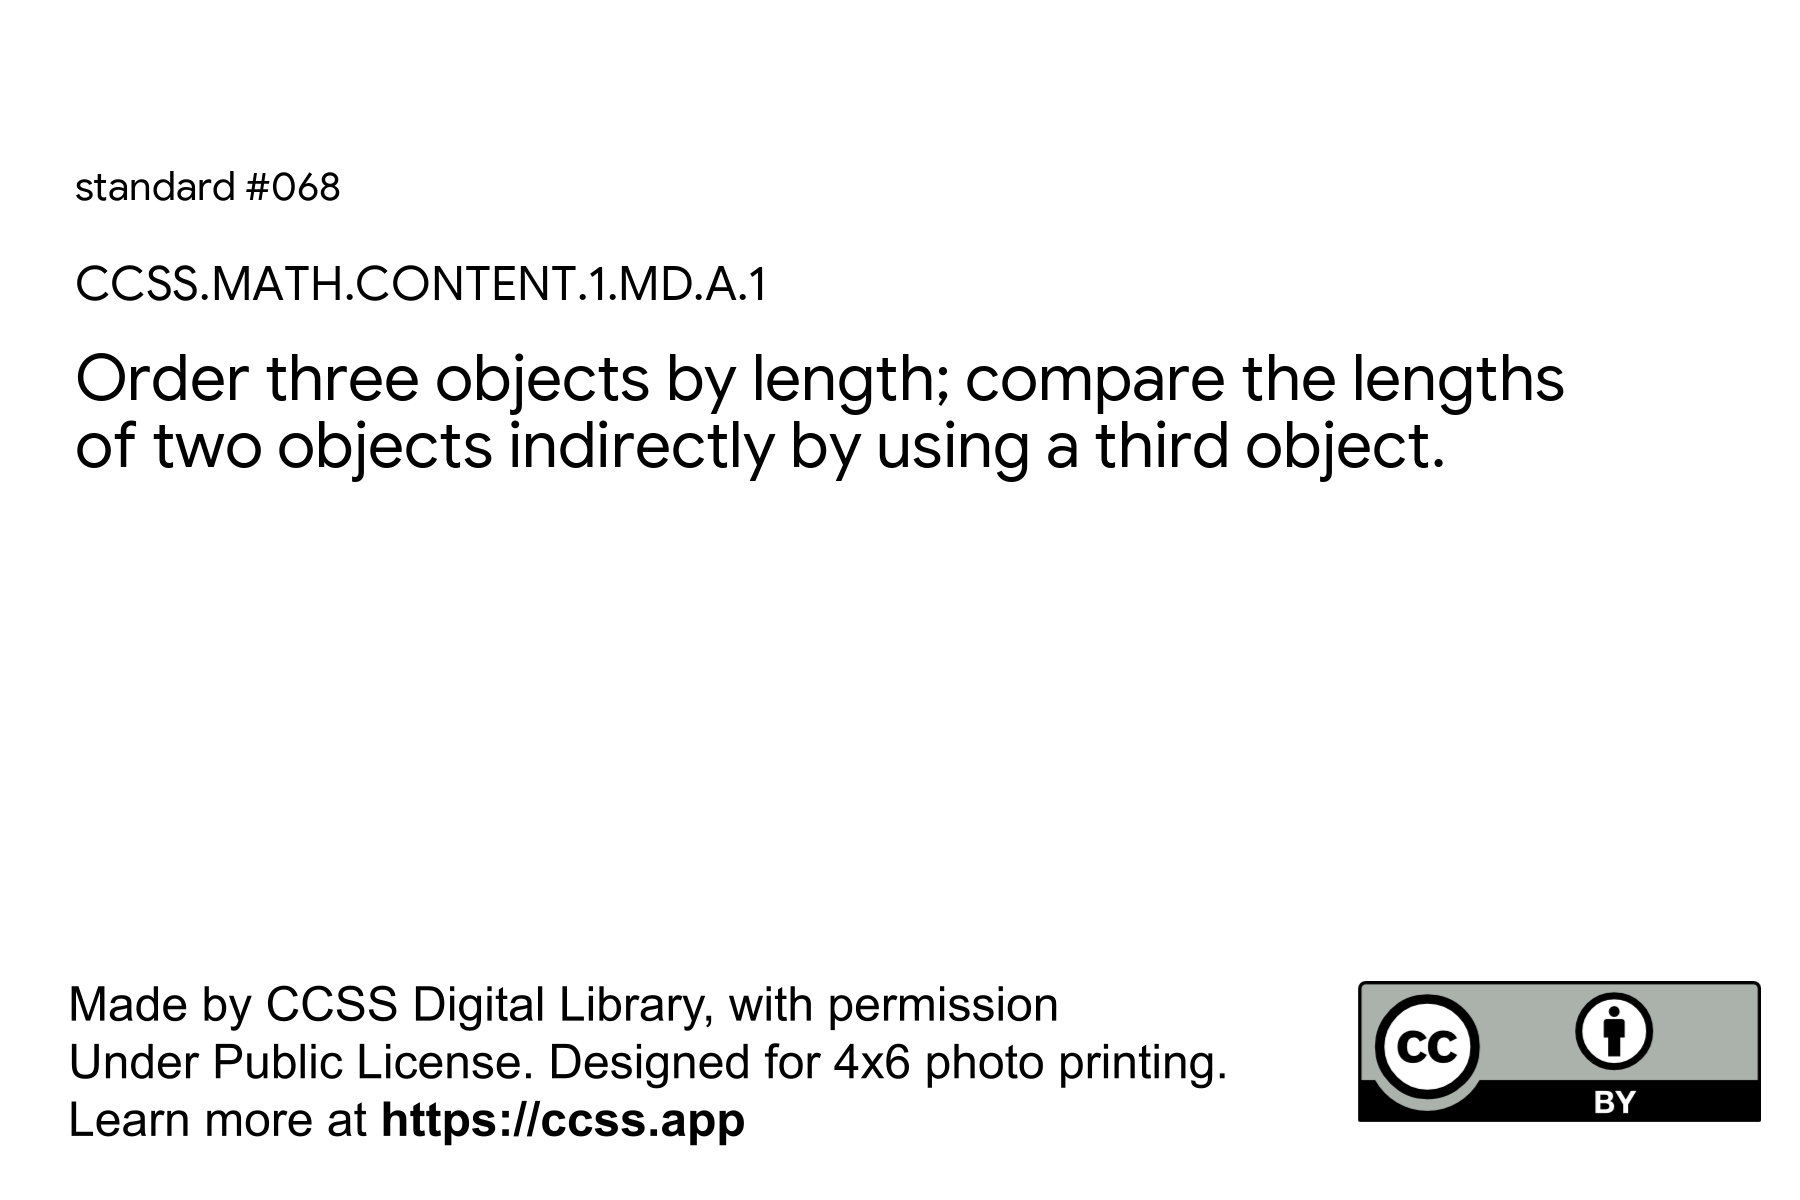 standard #068
CCSS.MATH.CONTENT.1.MD.A.1
Order three objects by length; compare the lengths
of two objects indirectly by using a third object.
Made by CCSS Digital Library, with permission
Under Public License. Designed for 4x6 photo printing.
Learn more at https://ccss.app
cc
BY